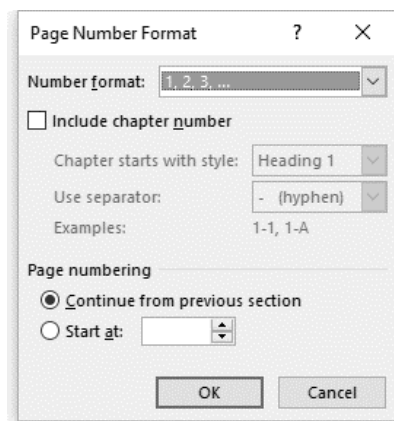 Page Number Format ? ×
Number format: 1, 2, 3, ...
Include chapter number
Chapter starts with style: Heading 1
Use separator: - (hyphen)
Examples: 1-1, 1-A
Page numbering
Continue from previous section
Start at:
OK Cancel